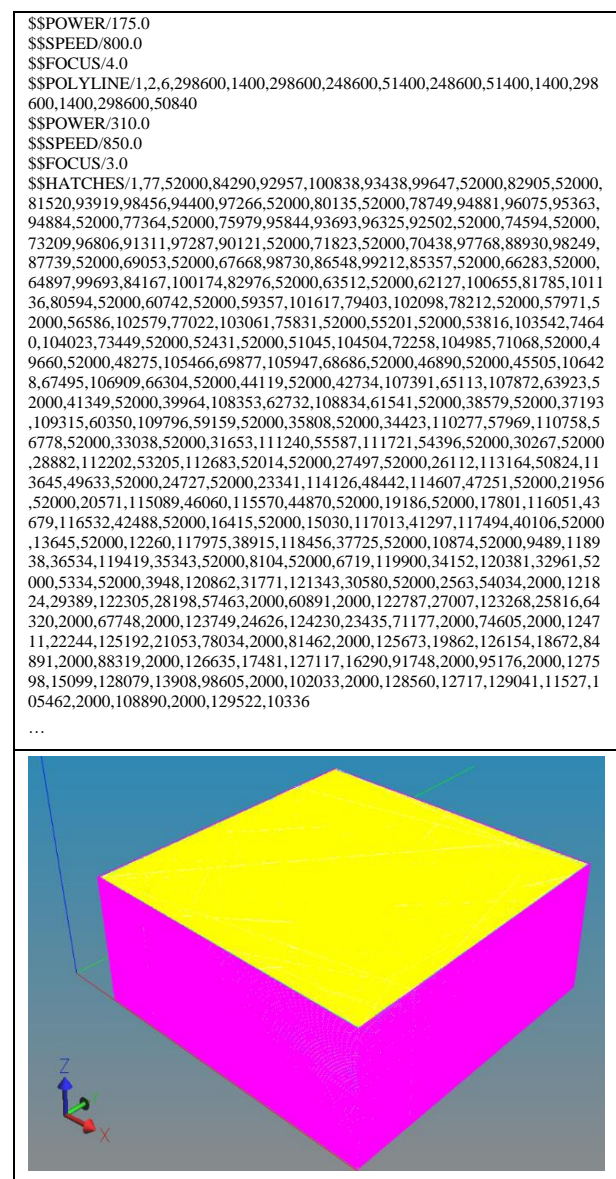 $$POWER/175.0
$$SPEED/800.0
$$FOCUS/4.0
$$POLYLINE/1,2,6,298600,1400,298600,248600,51400,248600,51400,1400,298
600,1400,298600,50840
$$POWER/310.0
$$SPEED/850.0
$$FOCUS/3.0
$$HATCHES/1,77,52000,84290,92957,100838,93438,99647,52000,82905,52000,
81520,93919,98456,94400,97266,52000,80135,52000,78749,94881,96075,95363,
94884,52000,77364,52000,75979,95844,93693,96325,92502,52000,74594,52000,
73209,96806,91311,97287,90121,52000,71823,52000,70438,97768,88930,98249,
87739,52000,69053,52000,67668,98730,86548,99212,85357,52000,66283,52000,
64897,99693,84167,100174,82976,52000,63512,52000,62127,100655,81785,1011
36,80594,52000,60742,52000,59357,101617,79403,102098,78212,52000,57971,5
2000,56586,102579,77022,103061,75831,52000,55201,52000,53816,103542,7464
0,104023,73449,52000,52431,52000,51045,104504,72258,104985,71068,52000,4
9660,52000,48275,105466,69877,105947,68686,52000,46890,52000,45505,10642
8,67495,106909,66304,52000,44119,52000,42734,107391,65113,107872,63923,5
2000,41349,52000,39964,108353,62732,108834,61541,52000,38579,52000,37193
,109315,60350,109796,59159,52000,35808,52000,34423,110277,57969,110758,5
6778,52000,33038,52000,31653,111240,55587,111721,54396,52000,30267,52000
,28882,112202,53205,112683,52014,52000,27497,52000,26112,113164,50824,11
3645,49633,52000,24727,52000,23341,114126,48442,114607,47251,52000,21956
,52000,20571,115089,46060,115570,44870,52000,19186,52000,17801,116051,43
679,116532,42488,52000,16415,52000,15030,117013,41297,117494,40106,52000
,13645,52000,12260,117975,38915,118456,37725,52000,10874,52000,9489,1189
38,36534,119419,35343,52000,8104,52000,6719,119900,34152,120381,32961,52
000,5334,52000,3948,120862,31771,121343,30580,52000,2563,54034,2000,1218
24,29389,122305,28198,57463,2000,60891,2000,122787,27007,123268,25816,64
320,2000,67748,2000,123749,24626,124230,23435,71177,2000,74605,2000,1247
11,22244,125192,21053,78034,2000,81462,2000,125673,19862,126154,18672,84
891,2000,88319,2000,126635,17481,127117,16290,91748,2000,95176,2000,1275
98,15099,128079,13908,98605,2000,102033,2000,128560,12717,129041,11527,1
05462,2000,108890,2000,129522,10336
…
Z
X